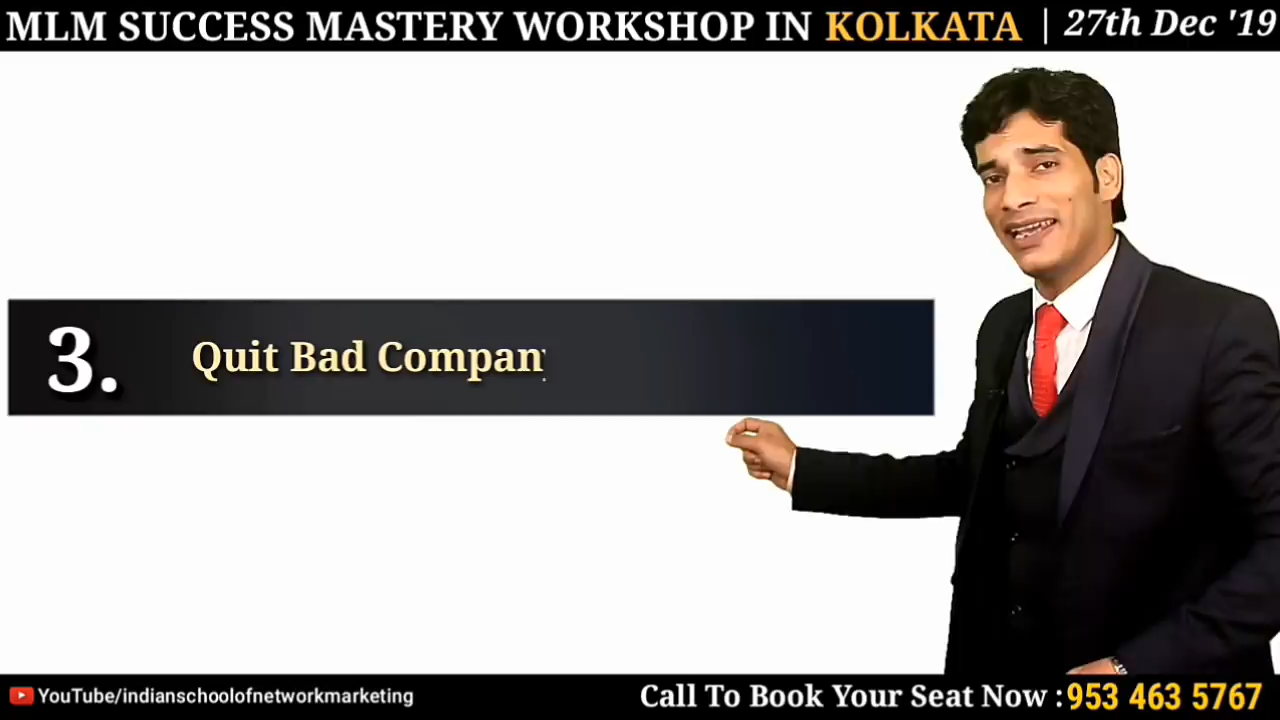 MLM SUCCESS MASTERY WORKSHOP IN KOLKATA | 27th Dec '19
3. Quit Bad Compan
YouTube/indianschoolofnetworkmarketing
Call To Book Your Seat Now : 953 463 5767